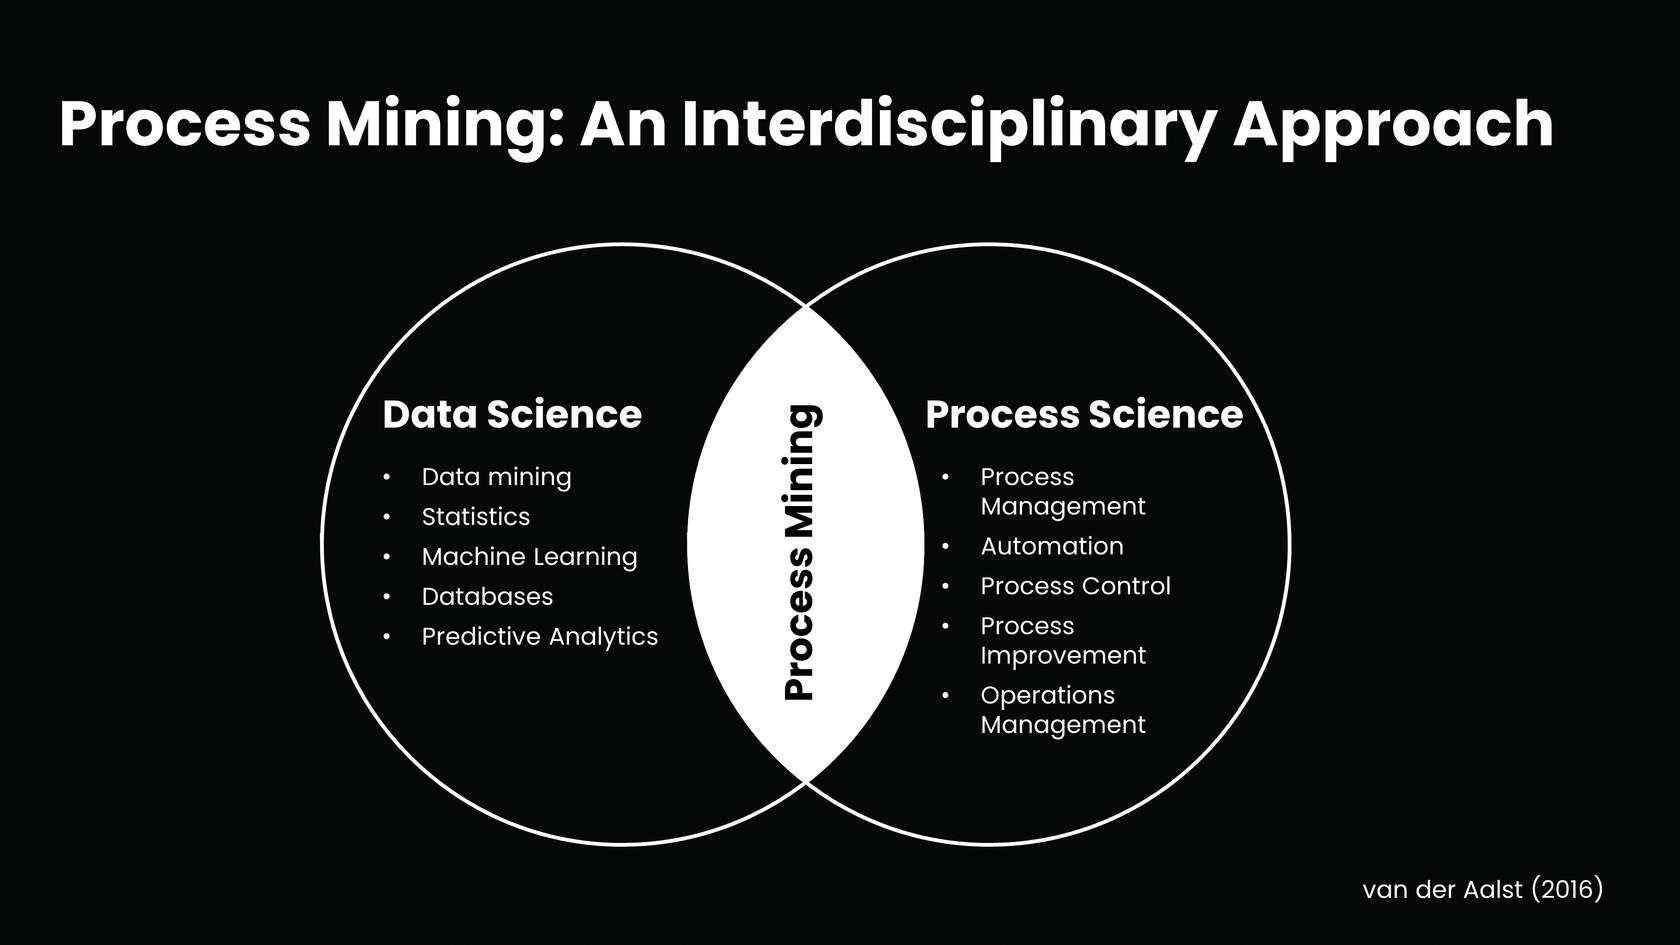 Process Mining: An Interdisciplinary Approach
Data Science
• Data mining
• Statistics
• Machine Learning
• Databases
• Predictive Analytics
Process Mining
Process Science
• Process
Management
• Automation
• Process Control
• Process
Improvement
• Operations
Management
van der Aalst (2016)